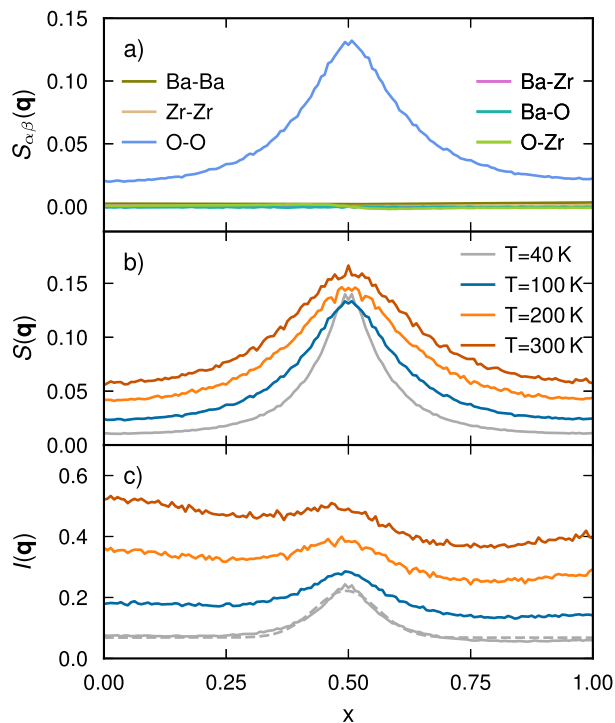 0.15
a)
Ba-Ba
Ba-Zr
S_αβ(q)
0.10
Zr-Zr
Ba-O
O-O
O-Zr
0.05
0.00
b)
T=40 K
0.15
T=100 K
S(q)
0.10
T=200 K
T=300 K
0.05
0.00
0.6
c)
I(q)
0.4
0.2
0.0
0.00 0.25 0.50 0.75 1.00
x